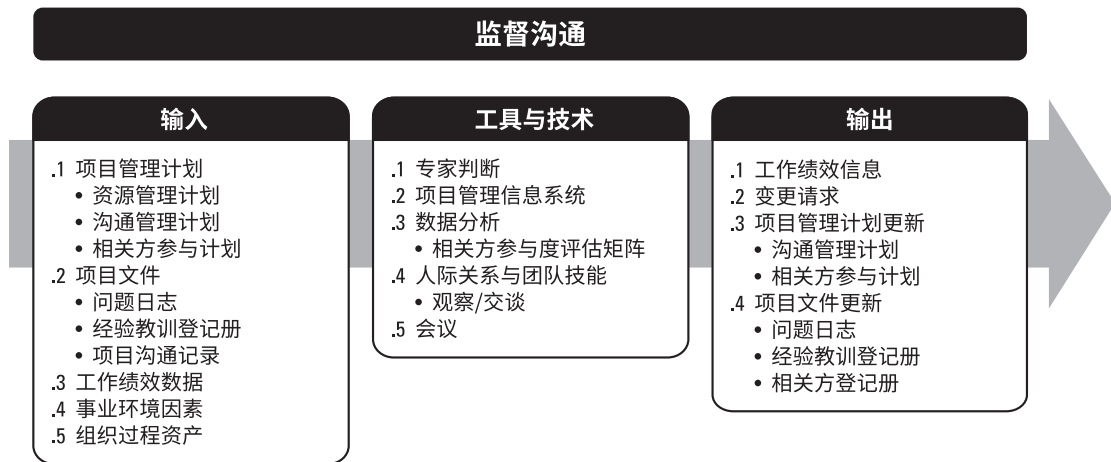 监督沟通
输入
.1 项目管理计划
• 资源管理计划
• 沟通管理计划
• 相关方参与计划
.2 项目文件
• 问题日志
• 经验教训登记册
• 项目沟通记录
.3 工作绩效数据
.4 事业环境因素
.5 组织过程资产
工具与技术
.1 专家判断
.2 项目管理信息系统
.3 数据分析
• 相关方参与度评估矩阵
.4 人际关系与团队技能
• 观察/交谈
.5 会议
输出
.1 工作绩效信息
.2 变更请求
.3 项目管理计划更新
• 沟通管理计划
• 相关方参与计划
.4 项目文件更新
• 问题日志
• 经验教训登记册
• 相关方登记册